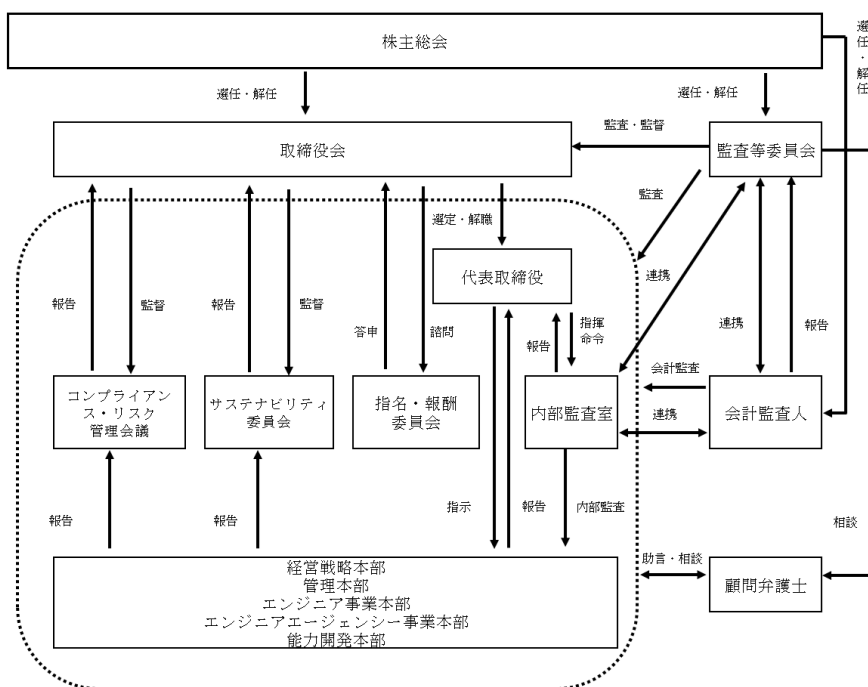 株主総会
選任・解任
選任・解任
選任・解任
取締役会
監査・監督
監査等委員会
監査
選定・解職
代表取締役
連携
報告
監督
報告
監督
答申
諮問
報告
指揮
命令
連携
報告
会計監査
コンプライアン
ス・リスク
管理会議
サステナビリティ
委員会
指名・報酬
委員会
内部監査室
連携
会計監査人
報告
報告
指示
報告
内部監査
相談
経営戦略本部
管理本部
エンジニア事業本部
エンジニアエージェンシー事業本部
能力開発本部
助言・相談
顧問弁護士